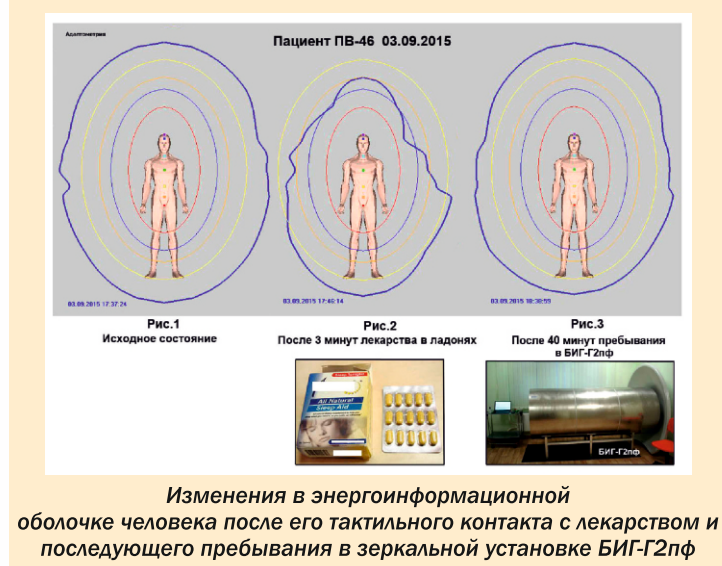 Адаптометрия
Пациент ПВ-46 03.09.2015
03.09.2015 17:37:24
03.09.2015 17:46:14
03.09.2015 18:30:59
Рис.1
Исходное состояние
Рис.2
После 3 минут лекарства в ладонях
Рис.3
После 40 минут пребывания
в БИГ-Г2пф
All Natural
Sleep Aid
БИГ-Г2пф
Изменения в энергоинформационной
оболочке человека после его тактильного контакта с лекарством и
последующего пребывания в зеркальной установке БИГ-Г2пф